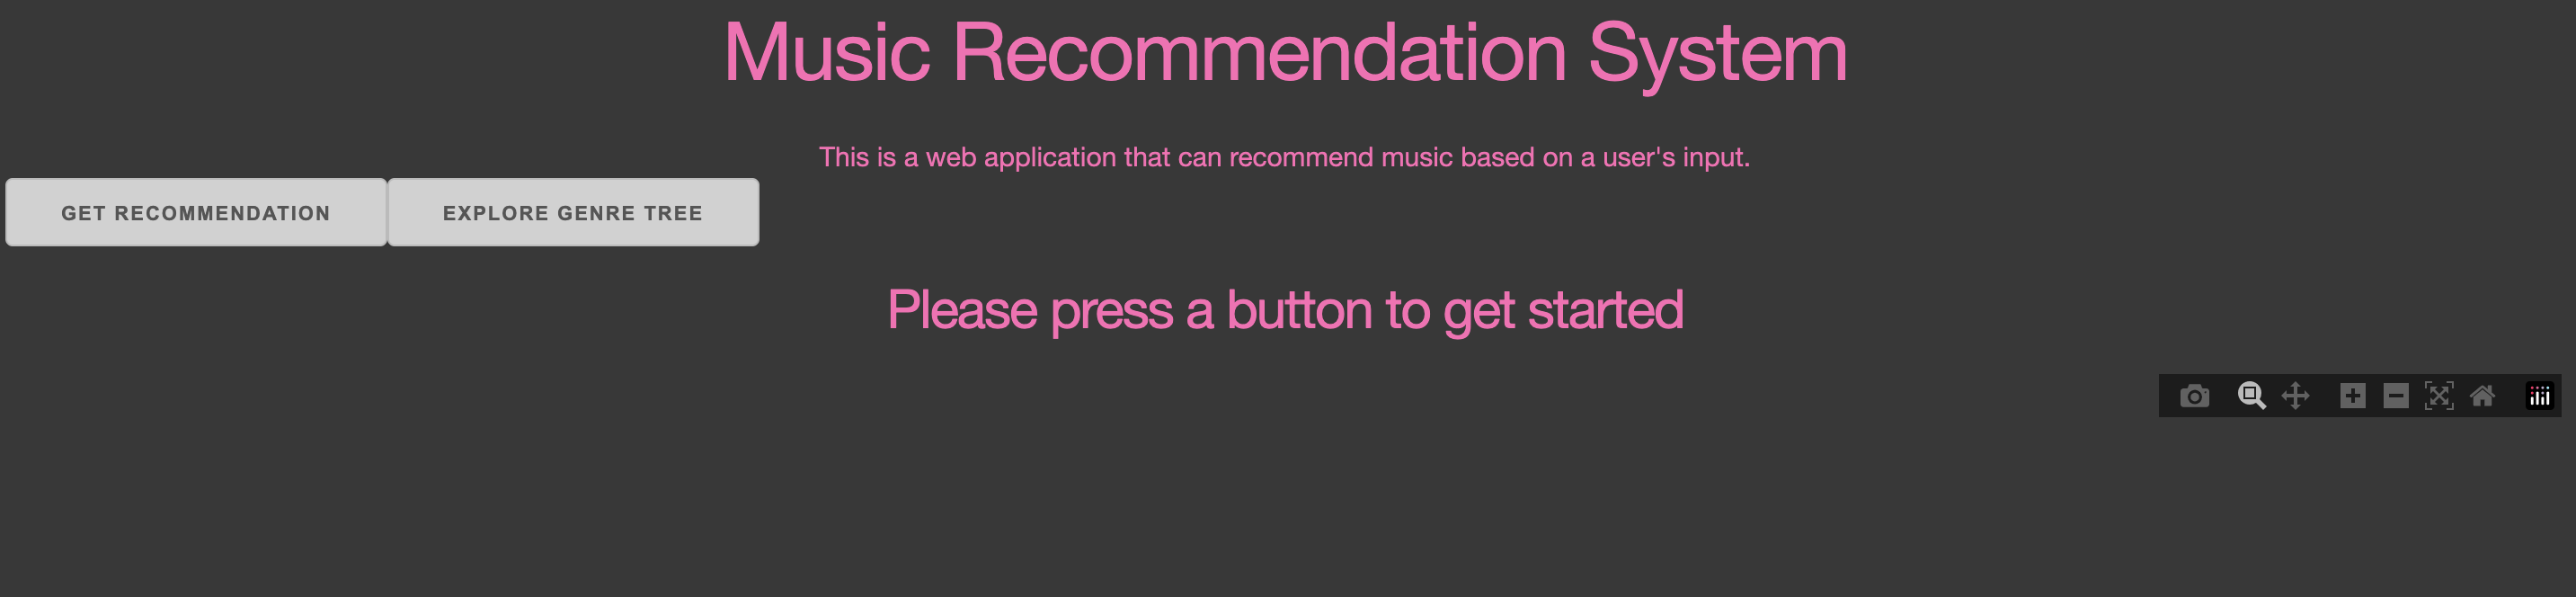 Music Recommendation System
This is a web application that can recommend music based on a user's input.
GET RECOMMENDATION EXPLORE GENRE TREE
Please press a button to get started